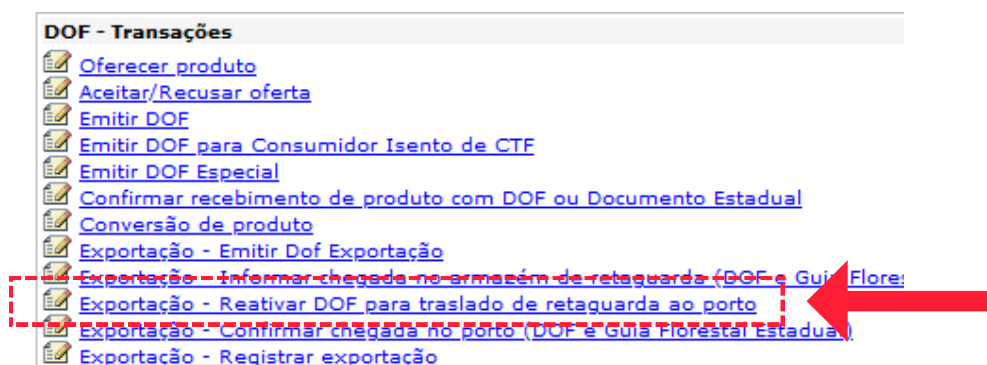 DOF - Transações
Oferecer produto
Aceitar/Recusar oferta
Emitir DOF
Emitir DOF para Consumidor Isento de CTF
Emitir DOF Especial
Confirmar recebimento de produto com DOF ou Documento Estadual
Conversão de produto
Exportação - Emitir Dof Exportação
Exportação - Informar chegada no armazém de retaguarda (DOF e Guia Flores
Exportação - Reativar DOF para traslado de retaguarda ao porto
Exportação - Confirmar chegada no porto (DOF e Guia Florestal Estadual)
Exportação - Registrar exportação